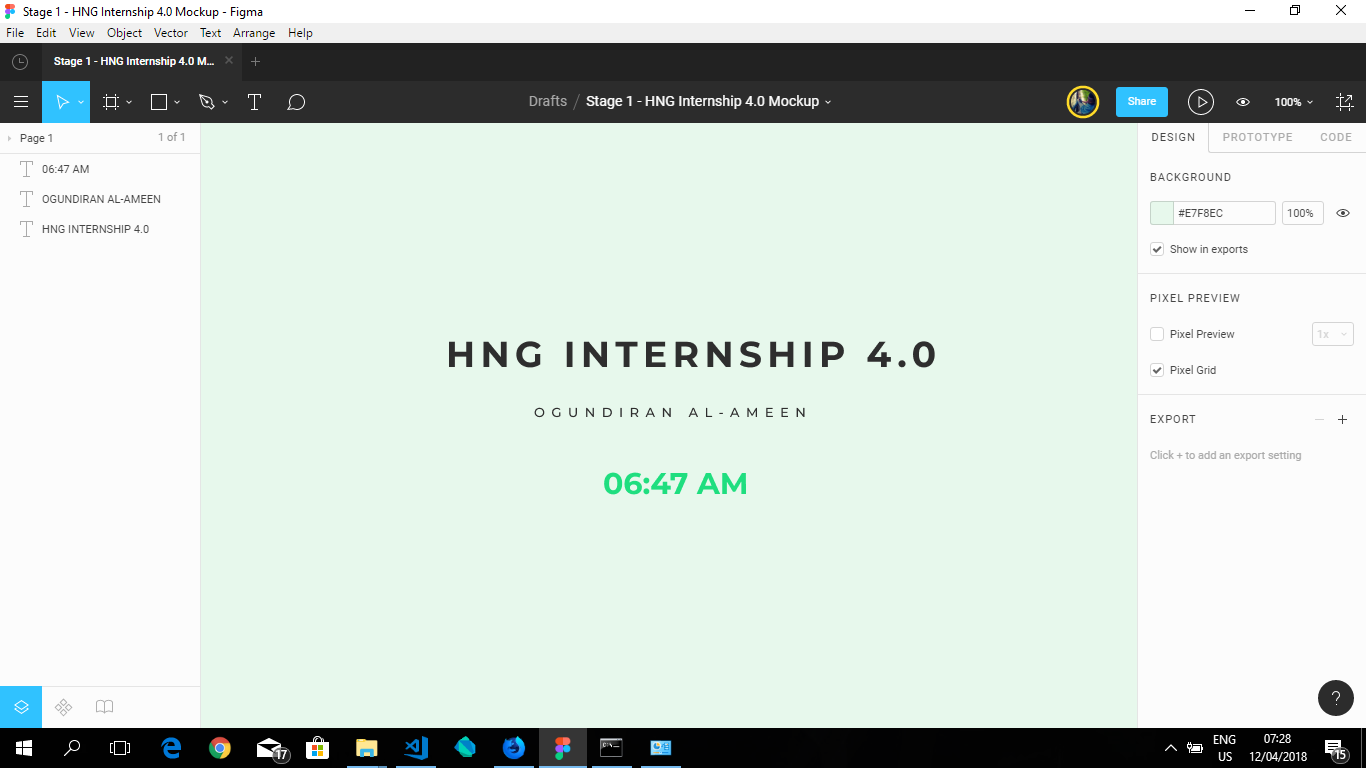 Stage 1 - HNG Internship 4.0 Mockup - Figma
File Edit View Object Vector Text Arrange Help
Stage 1 - HNG Internship 4.0 M...
Drafts / Stage 1 - HNG Internship 4.0 Mockup
Share
100%
Page 1
1 of 1
06:47 AM
OGUNDIRAN AL-AMEEN
HNG INTERNSHIP 4.0
HNG INTERNSHIP 4.0
OGUNDIRAN AL-AMEEN
06:47 AM
DESIGN PROTOTYPE CODE
BACKGROUND
#E7F8EC 100%
Show in exports
PIXEL PREVIEW
Pixel Preview 1x
Pixel Grid
EXPORT
Click + to add an export setting
?
17
ENG
US
07:28
12/04/2018
15